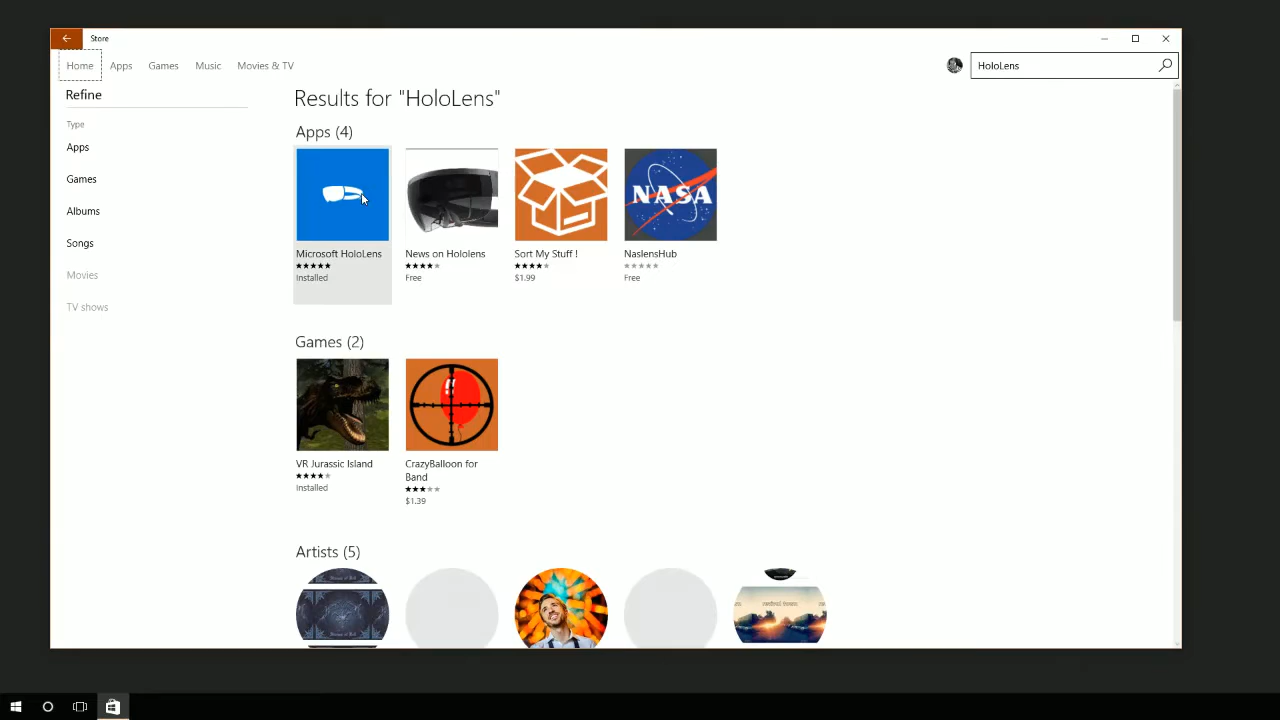 Store
Home Apps Games Music Movies & TV
HoloLens
Refine
Type
Apps
Games
Albums
Songs
Movies
TV shows
Results for "HoloLens"
Apps (4)
NASA
Microsoft HoloLens
Installed
News on Hololens
Free
Sort My Stuff !
$1.99
NaslensHub
Free
Games (2)
VR Jurassic Island
Installed
CrazyBalloon for
Band
$1.39
Artists (5)